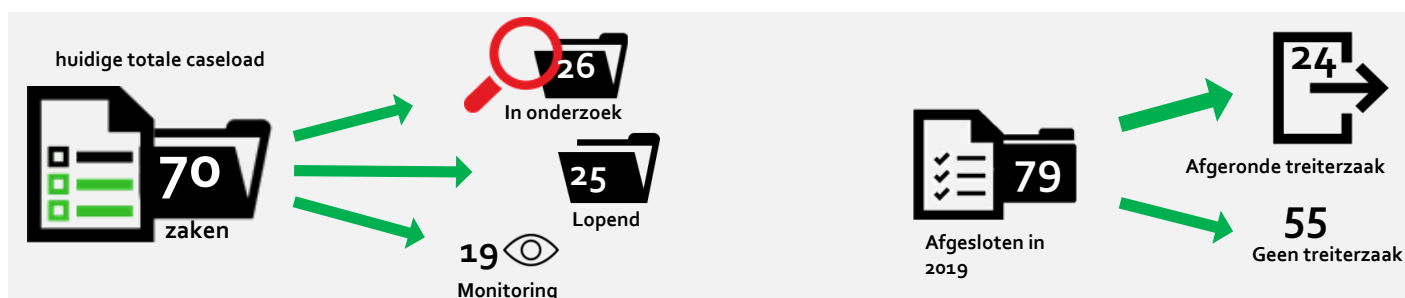 huidige totale caseload
70
zaken
26
In onderzoek
25
Lopend
19
Monitoring
79
Afgesloten in
2019
24
Afgeronde treiterzaak
55
Geen treiterzaak